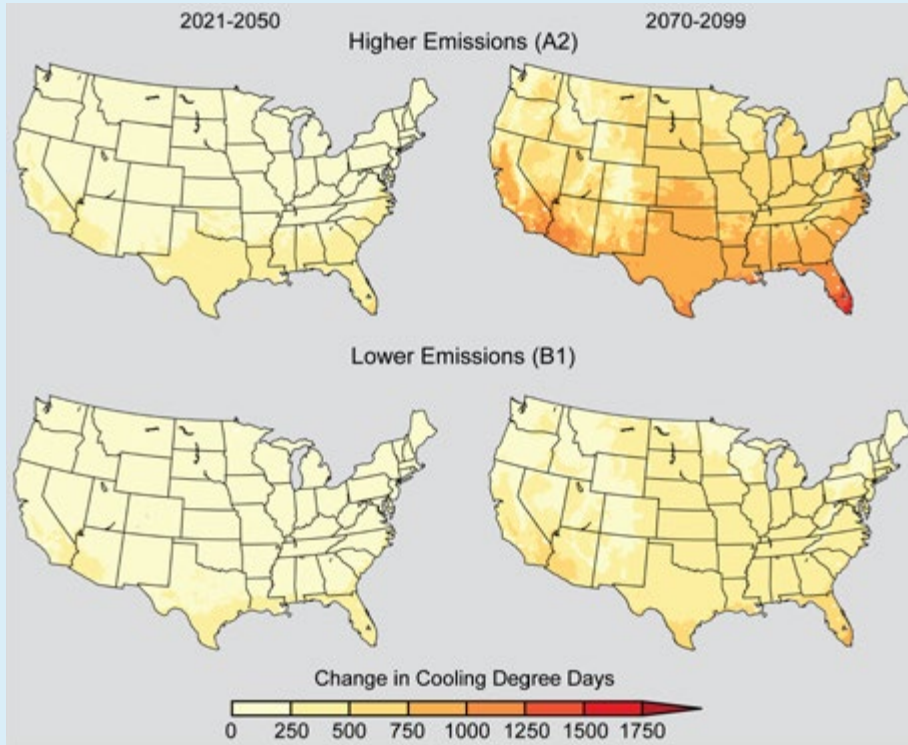 2021-2050 2070-2099
Higher Emissions (A2)
Lower Emissions (B1)
Change in Cooling Degree Days
0 250 500 750 1000 1250 1500 1750